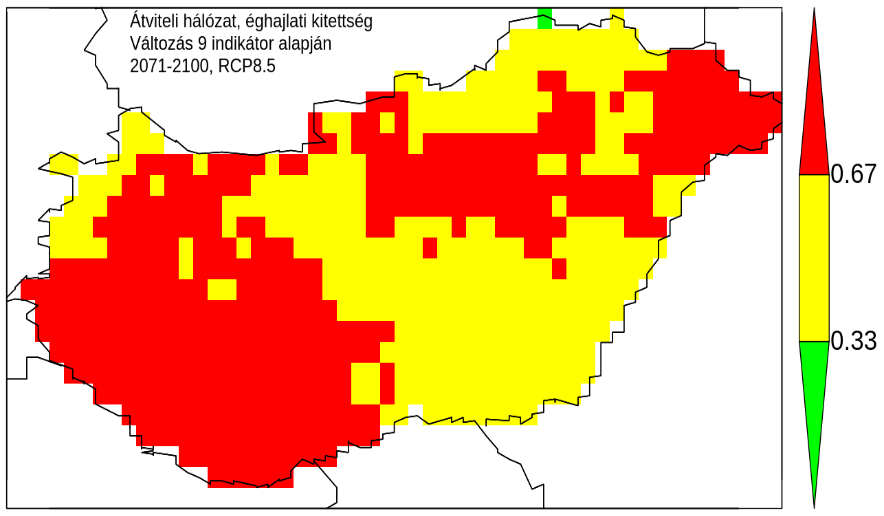 Átviteli hálózat, éghajlati kitettség
Változás 9 indikátor alapján
2071-2100, RCP8.5
0.67
0.33